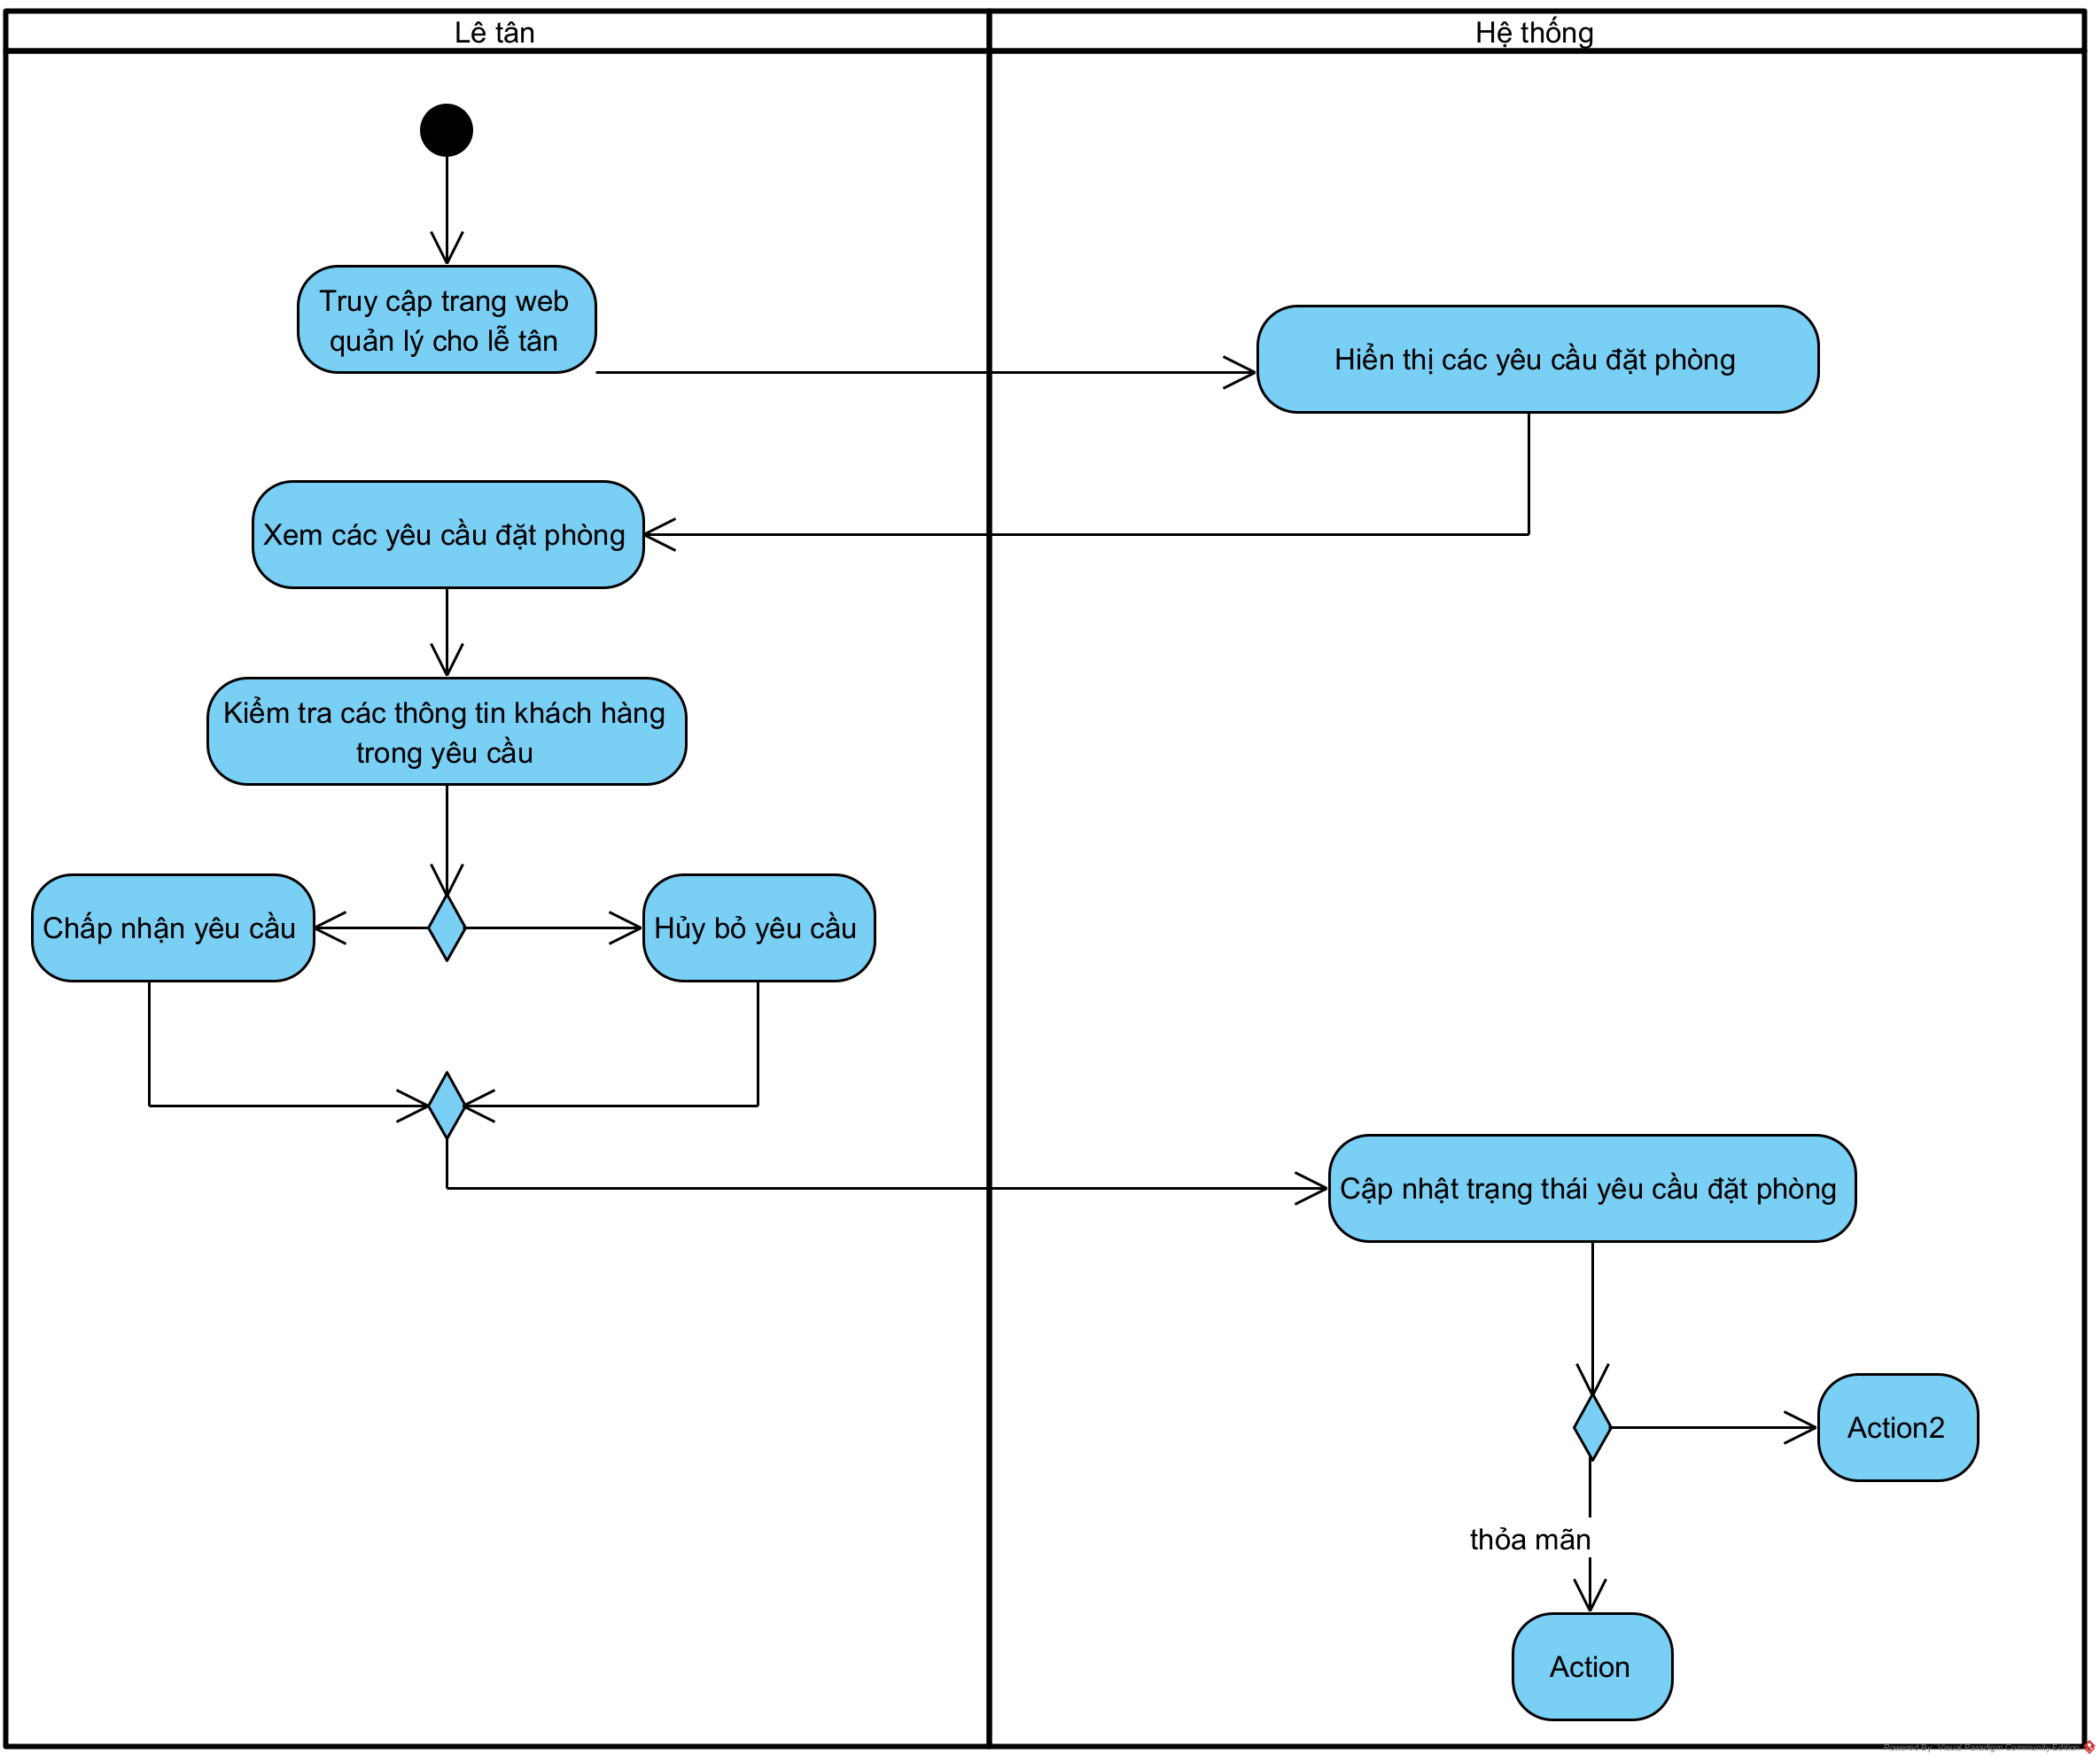 Lê tân
Hệ thống
Truy cập trang web
quản lý cho lễ tân
Hiển thị các yêu cầu đặt phòng
Xem các yêu cầu đặt phòng
Kiểm tra các thông tin khách hàng
trong yêu cầu
Chấp nhận yêu cầu
Hủy bỏ yêu cầu
Cập nhật trạng thái yêu cầu đặt phòng
Action2
thỏa mãn
Action
Powered By: Visual Paradigm Community Edition